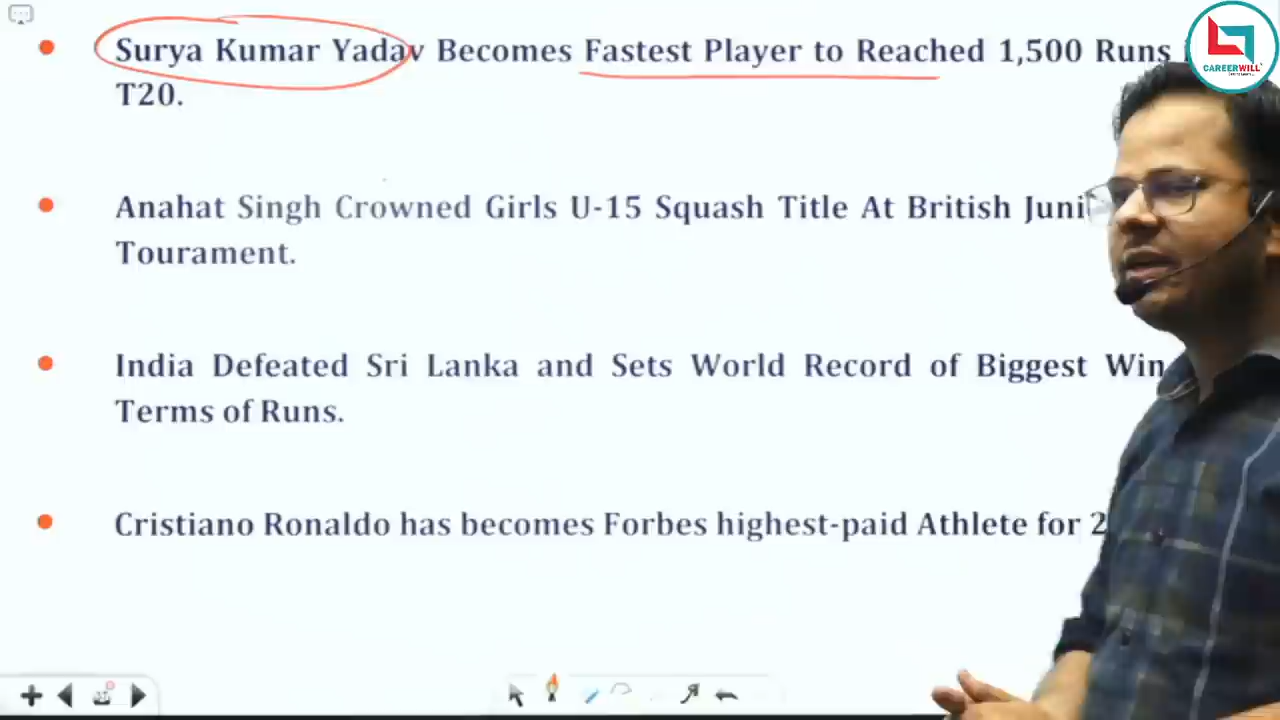 Surya Kumar Yadav Becomes Fastest Player to Reached 1,500 Runs
T20.
Anahat Singh Crowned Girls U-15 Squash Title At British Juni
Tourament.
India Defeated Sri Lanka and Sets World Record of Biggest Win
Terms of Runs.
Cristiano Ronaldo has becomes Forbes highest-paid Athlete for 2
CAREERWILL